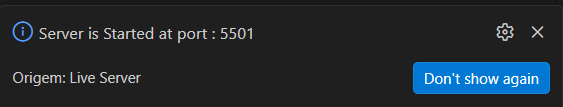 Server is Started at port : 5501
Origem: Live Server
Don't show again